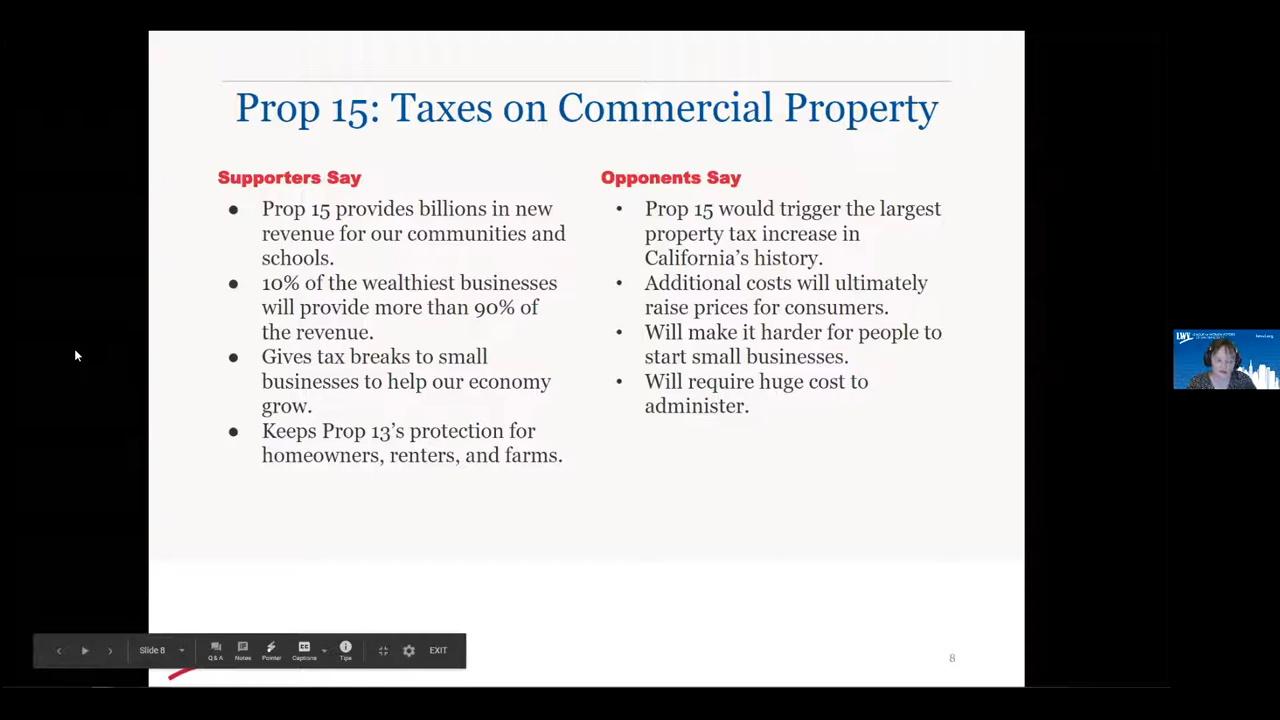 Prop 15: Taxes on Commercial Property
Supporters Say
● Prop 15 provides billions in new
revenue for our communities and
schools.
● 10% of the wealthiest businesses
will provide more than 90% of
the revenue.
● Gives tax breaks to small
businesses to help our economy
grow.
● Keeps Prop 13’s protection for
homeowners, renters, and farms.
Opponents Say
• Prop 15 would trigger the largest
property tax increase in
California’s history.
• Additional costs will ultimately
raise prices for consumers.
• Will make it harder for people to
start small businesses.
• Will require huge cost to
administer.
LWV
Slide 8
Q & A
Notes
Pointer
CC
Captions
Tips
EXIT
8